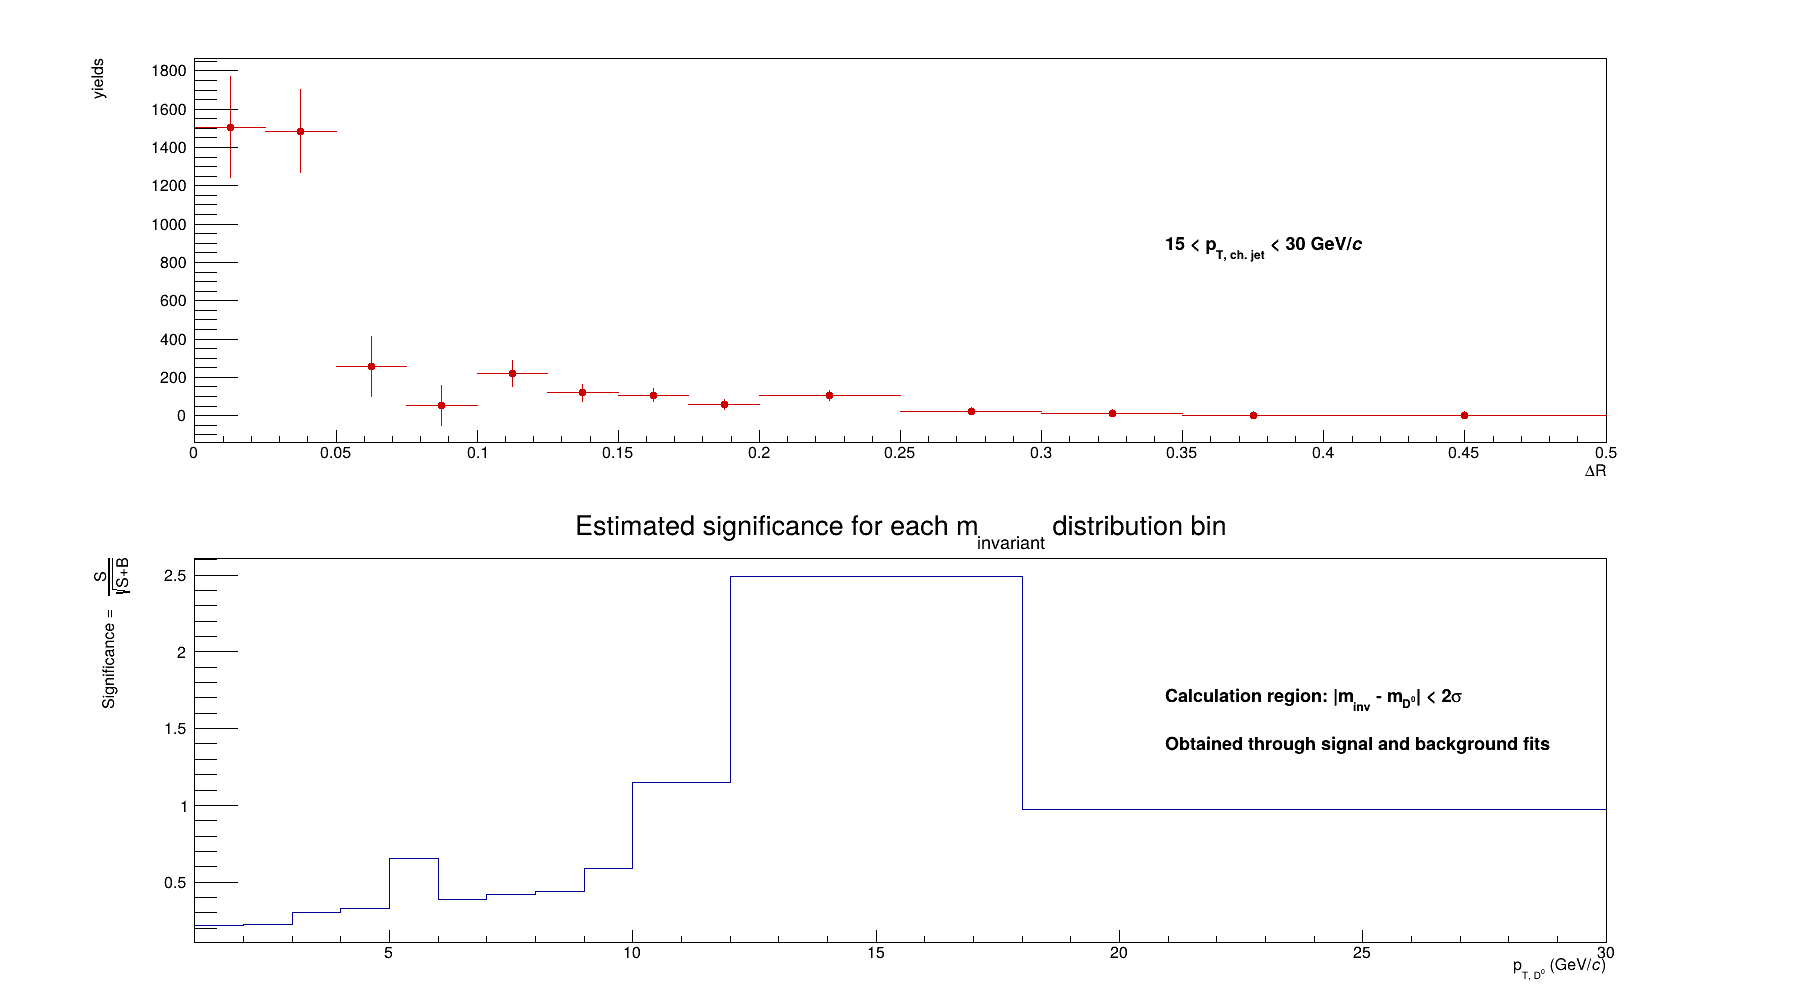 yields
1800
1600
1400
1200
1000
800
600
400
200
0
15 < p_T, ch. jet < 30 GeV/c
0 0.05 0.1 0.15 0.2 0.25 0.3 0.35 0.4 0.45 0.5
ΔR
Estimated significance for each m_invariant distribution bin
Significance = S/√S+B
2.5
2
1.5
1
0.5
Calculation region: |m_inv - m_D⁰| < 2σ
Obtained through signal and background fits
5 10 15 20 25 30
p_T, D⁰ (GeV/c)